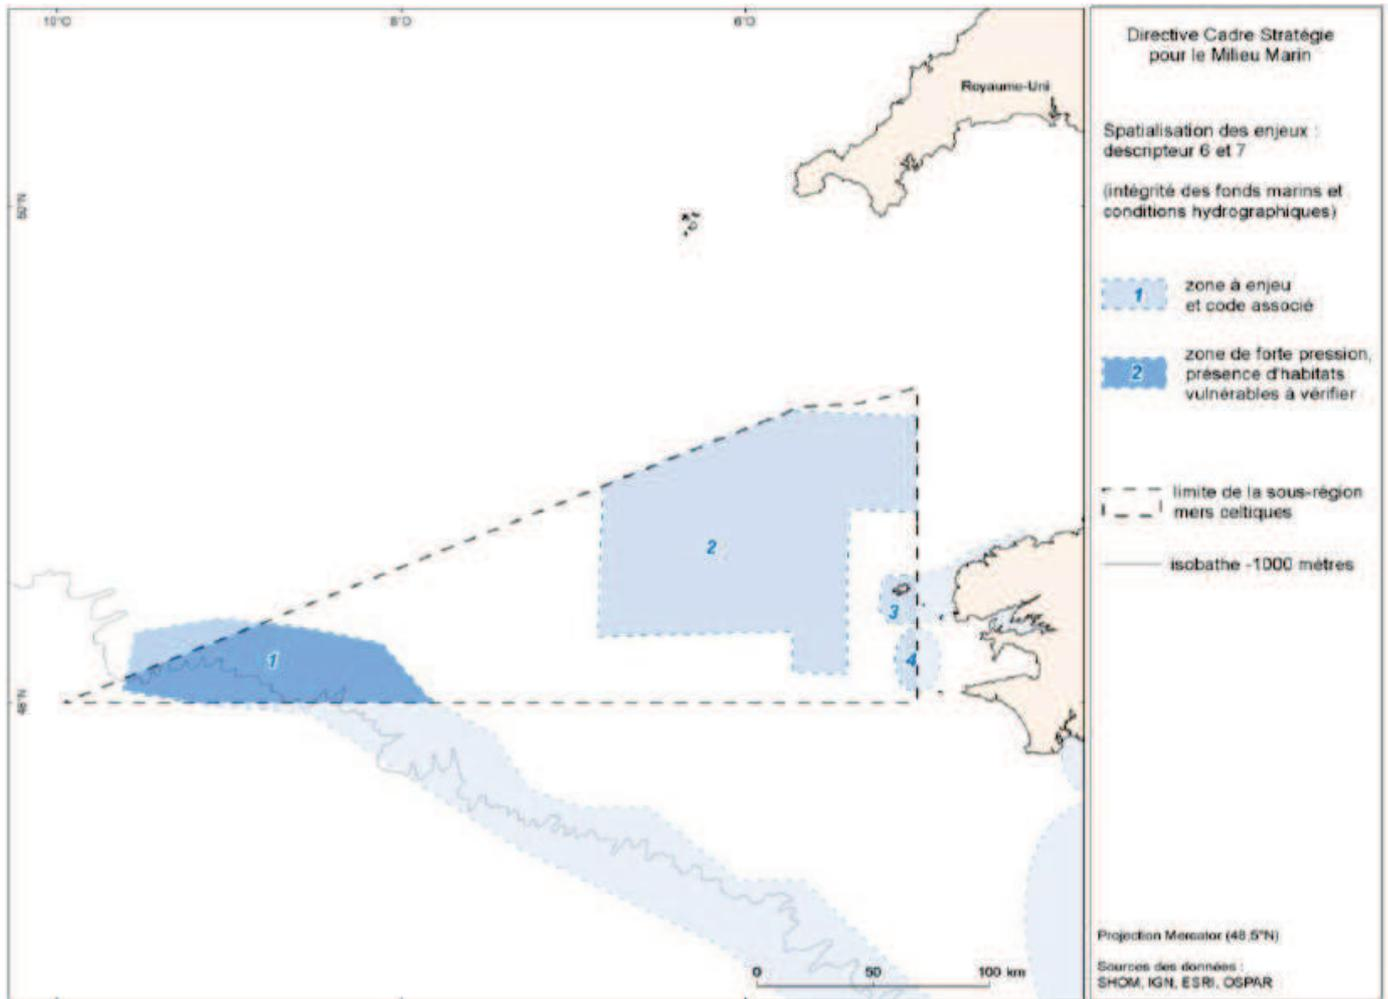 10°O
8°O
6°O
50°N
48°N
Royaume-Uni
1
2
3
4
0 50 100 km
Directive Cadre Stratégie
pour le Milieu Marin
Spatialisation des enjeux :
descripteur 6 et 7
(intégrité des fonds marins et
conditions hydrographiques)
1
zone à enjeu
et code associé
2
zone de forte pression,
présence d'habitats
vulnérables à vérifier
limite de la sous-région
mers celtiques
isobathe -1000 mètres
Projection Mercator (48,5°N)
Sources des données :
SHOM, IGN, ESRI, OSPAR